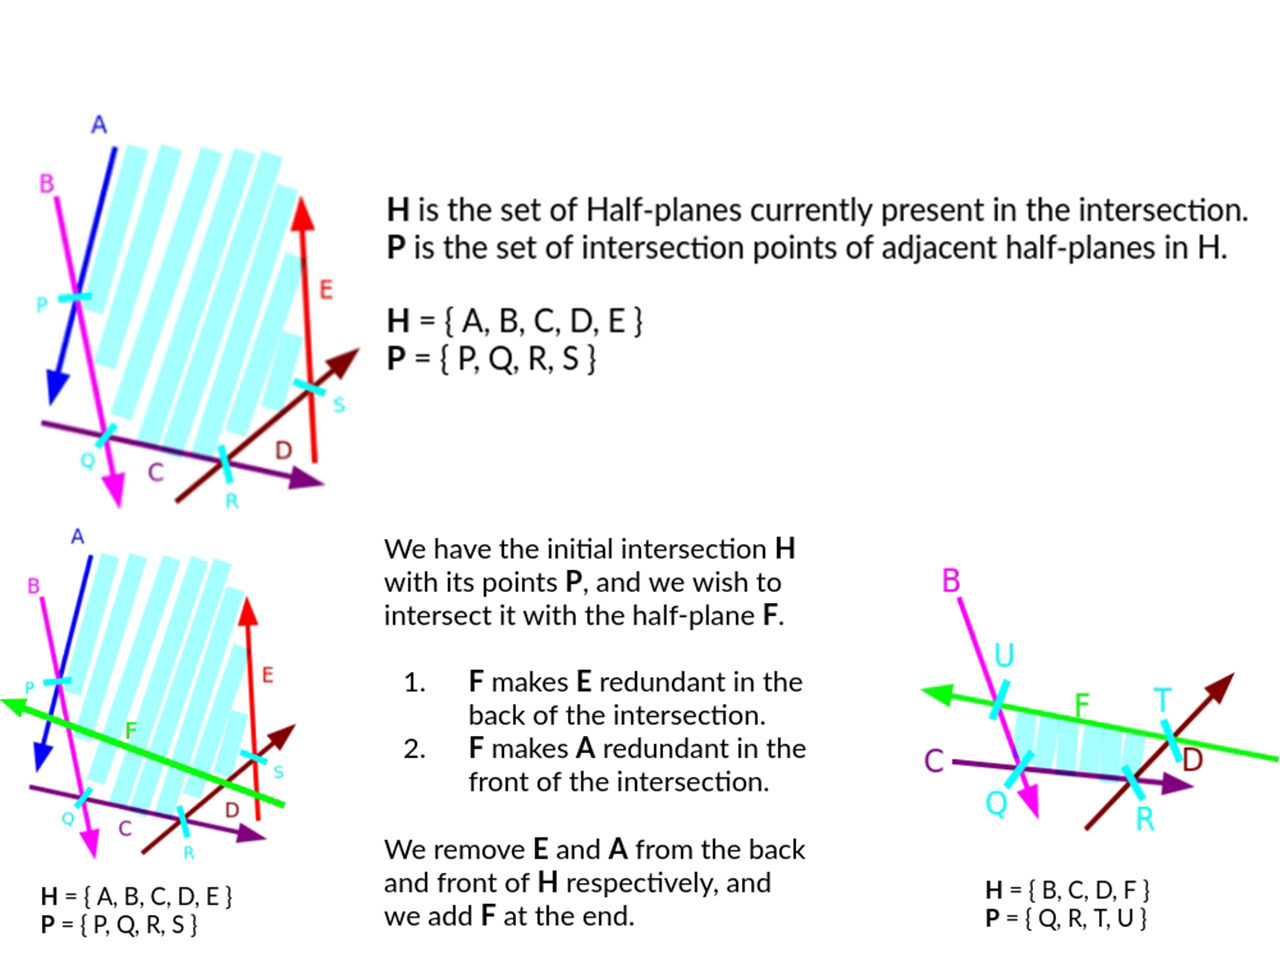 A
B
H is the set of Half-planes currently present in the intersection.
P is the set of intersection points of adjacent half-planes in H.
E
P
H = { A, B, C, D, E }
P = { P, Q, R, S }
S
D
Q
C
R
A
We have the initial intersection H
with its points P, and we wish to
intersect it with the half-plane F.
B
B
U
E
1. F makes E redundant in the
back of the intersection.
P
F
F
T
2. F makes A redundant in the
front of the intersection.
C
D
S
Q
R
D
Q
C
R
We remove E and A from the back
and front of H respectively, and
we add F at the end.
H = { A, B, C, D, E }
P = { P, Q, R, S }
H = { B, C, D, F }
P = { Q, R, T, U }